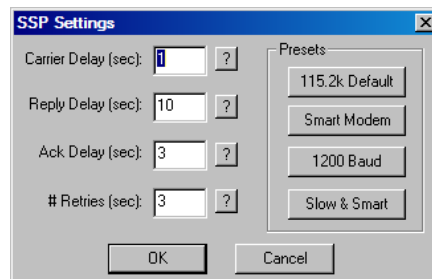 SSP Settings
Carrier Delay (sec): 1 ?
Reply Delay (sec): 10 ?
Ack Delay (sec): 3 ?
# Retries (sec): 3 ?
Presets
115.2k Default
Smart Modem
1200 Baud
Slow & Smart
OK
Cancel